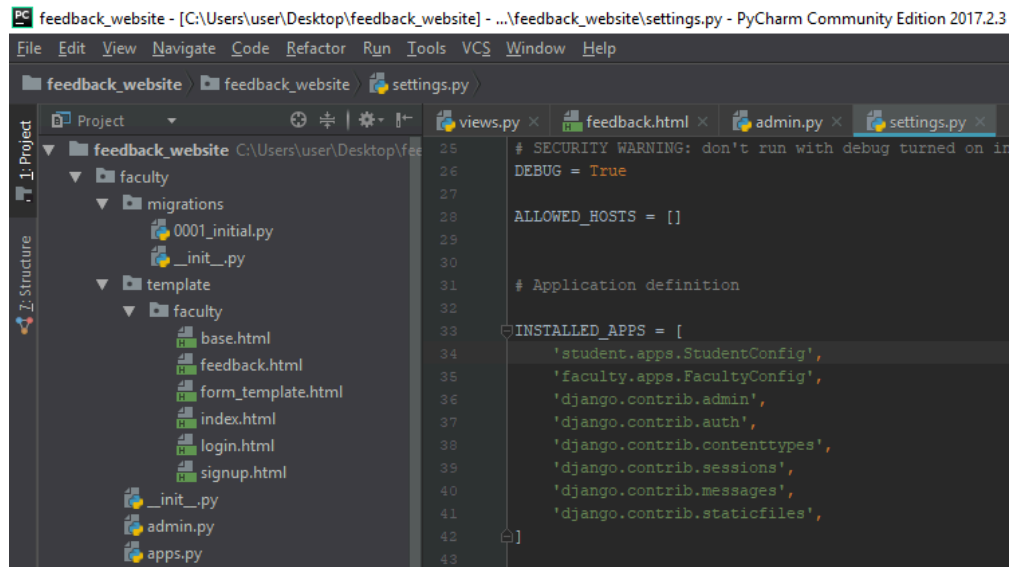 feedback_website - [C:\Users\user\Desktop\feedback_website] - ...\feedback_website\settings.py - PyCharm Community Edition 2017.2.3
File Edit View Navigate Code Refactor Run Tools VCS Window Help
feedback_website feedback_website settings.py
Project
views.py feedback.html admin.py settings.py
1: Project
7: Structure
feedback_website C:\Users\user\Desktop\fee
faculty
migrations
0001_initial.py
__init__.py
template
faculty
base.html
feedback.html
form_template.html
index.html
login.html
signup.html
__init__.py
admin.py
apps.py
25 # SECURITY WARNING: don't run with debug turned on in
26 DEBUG = True
27
28 ALLOWED_HOSTS = []
29
30
31 # Application definition
32
33 INSTALLED_APPS = [
34 'student.apps.StudentConfig',
35 'faculty.apps.FacultyConfig',
36 'django.contrib.admin',
37 'django.contrib.auth',
38 'django.contrib.contenttypes',
39 'django.contrib.sessions',
40 'django.contrib.messages',
41 'django.contrib.staticfiles',
42 ]
43